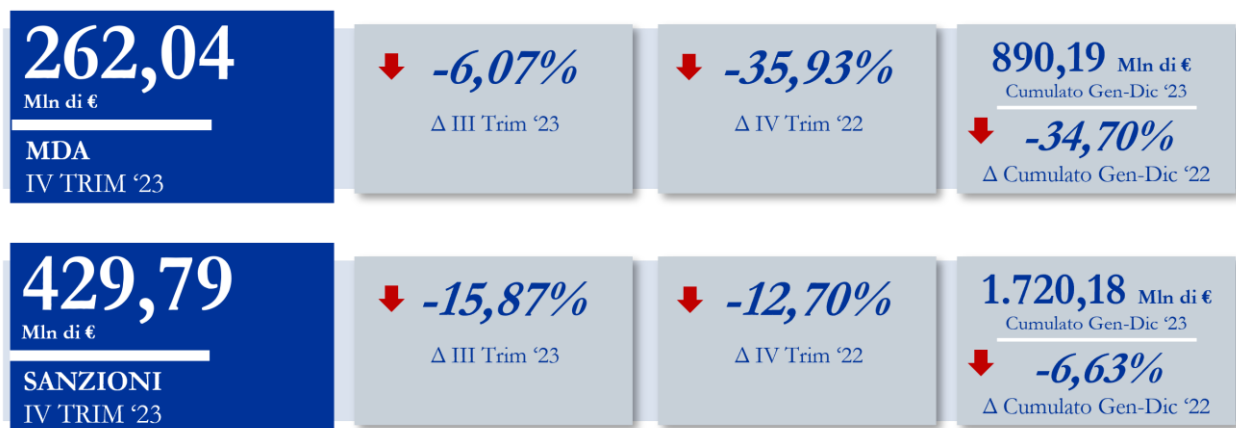 262,04
Mln di €
MDA
IV TRIM ‘23
-6,07%
Δ III Trim ‘23
-35,93%
Δ IV Trim ‘22
890,19 Mln di €
Cumulato Gen-Dic ‘23
-34,70%
Δ Cumulato Gen-Dic ‘22
429,79
Mln di €
SANZIONI
IV TRIM ‘23
-15,87%
Δ III Trim ‘23
-12,70%
Δ IV Trim ‘22
1.720,18 Mln di €
Cumulato Gen-Dic ‘23
-6,63%
Δ Cumulato Gen-Dic ‘22